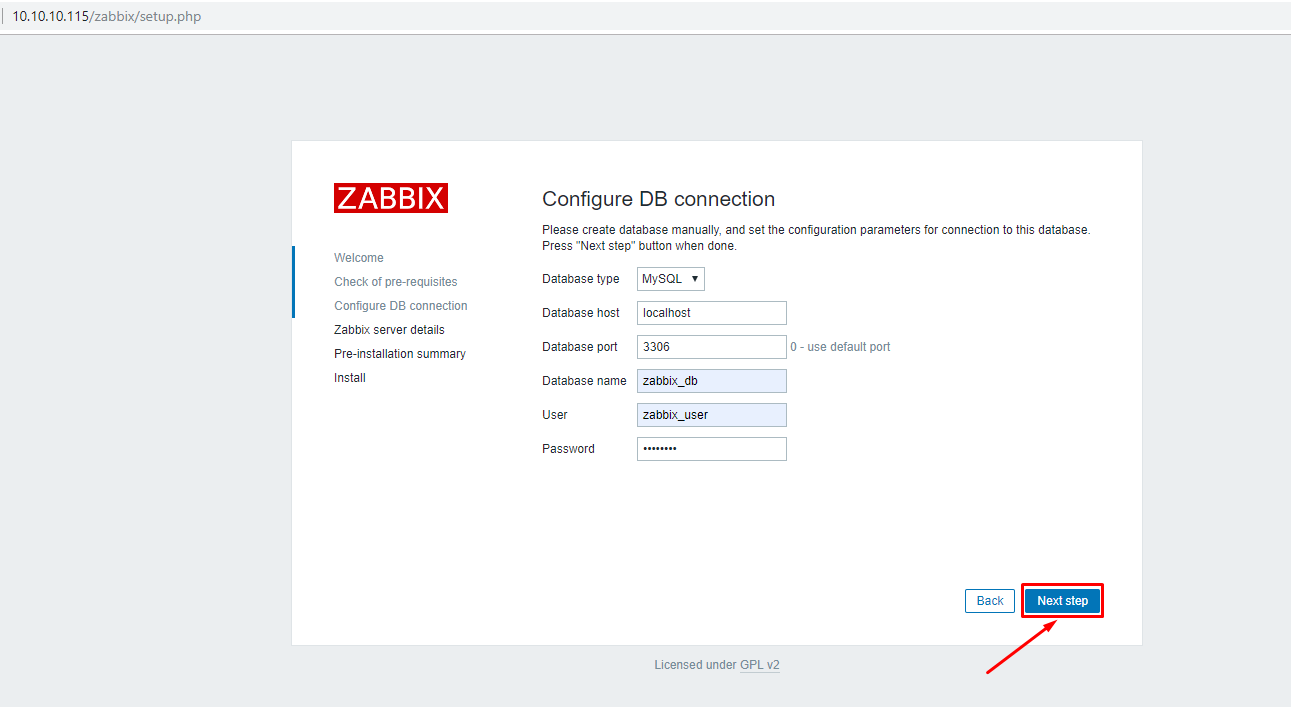 10.10.10.115/zabbix/setup.php
ZABBIX
Welcome
Check of pre-requisites
Configure DB connection
Zabbix server details
Pre-installation summary
Install
Configure DB connection
Please create database manually, and set the configuration parameters for connection to this database.
Press "Next step" button when done.
Database type MySQL ▼
Database host localhost
Database port 3306 0 - use default port
Database name zabbix_db
User zabbix_user
Password ••••••••
Back Next step
Licensed under GPL v2